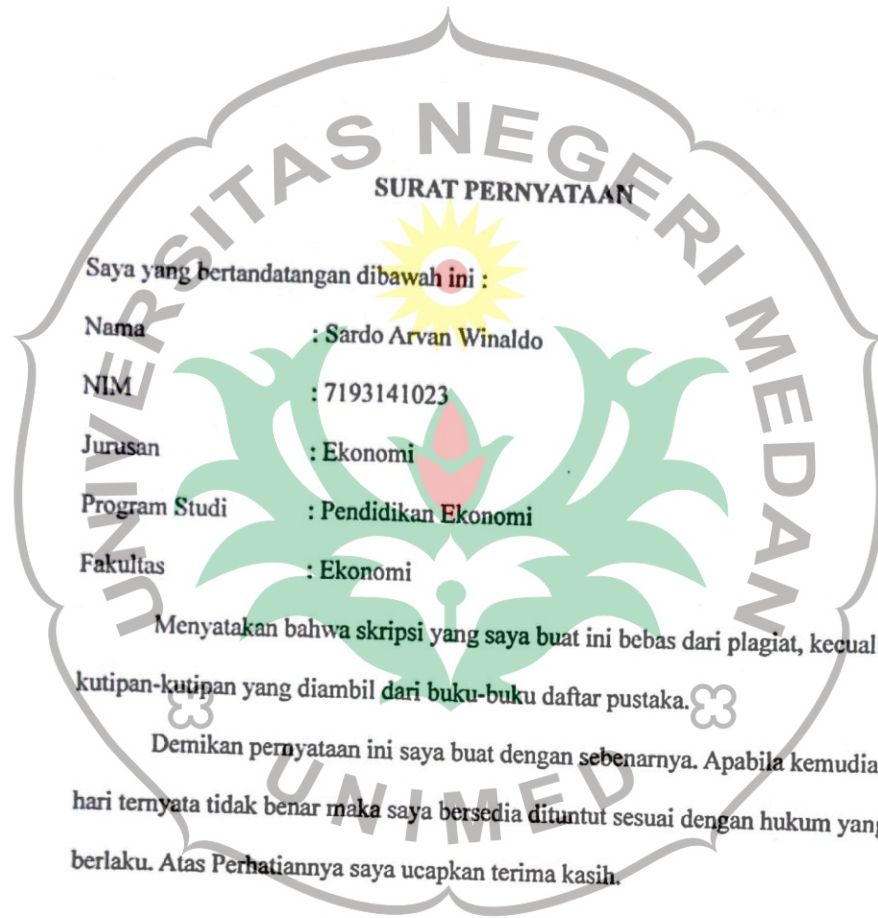 UNIVERSITAS NEGERI MEDAN
SURAT PERNYATAAN
Saya yang bertandatangan dibawah ini :
Nama : Sardo Arvan Winaldo
NIM : 7193141023
Jurusan : Ekonomi
Program Studi : Pendidikan Ekonomi
Fakultas : Ekonomi
Menyatakan bahwa skripsi yang saya buat ini bebas dari plagiat, kecual
kutipan-kutipan yang diambil dari buku-buku daftar pustaka.
Demikan pernyataan ini saya buat dengan sebenarnya. Apabila kemudia
hari ternyata tidak benar maka saya bersedia dituntut sesuai dengan hukum yang
berlaku. Atas Perhatiannya saya ucapkan terima kasih.
UNIMED